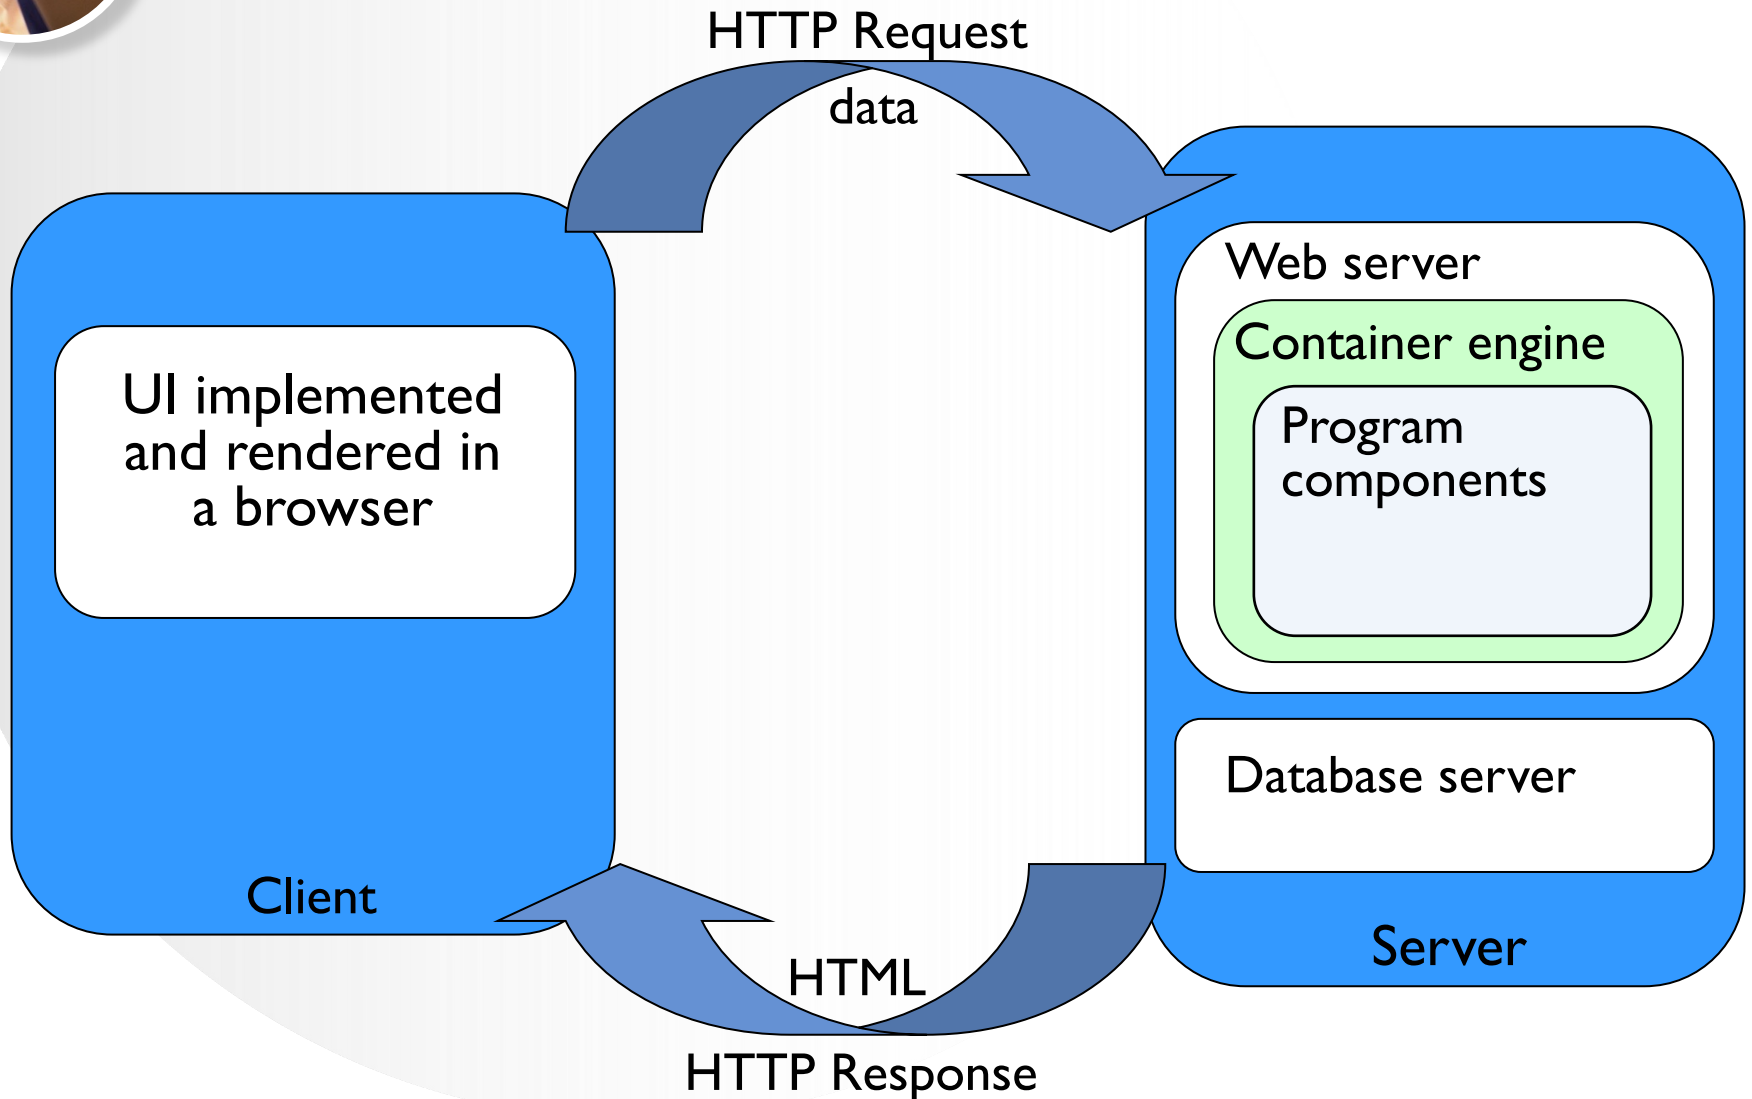 HTTP Request
data
UI implemented
and rendered in
a browser
Client
Web server
Container engine
Program
components
Database server
Server
HTML
HTTP Response